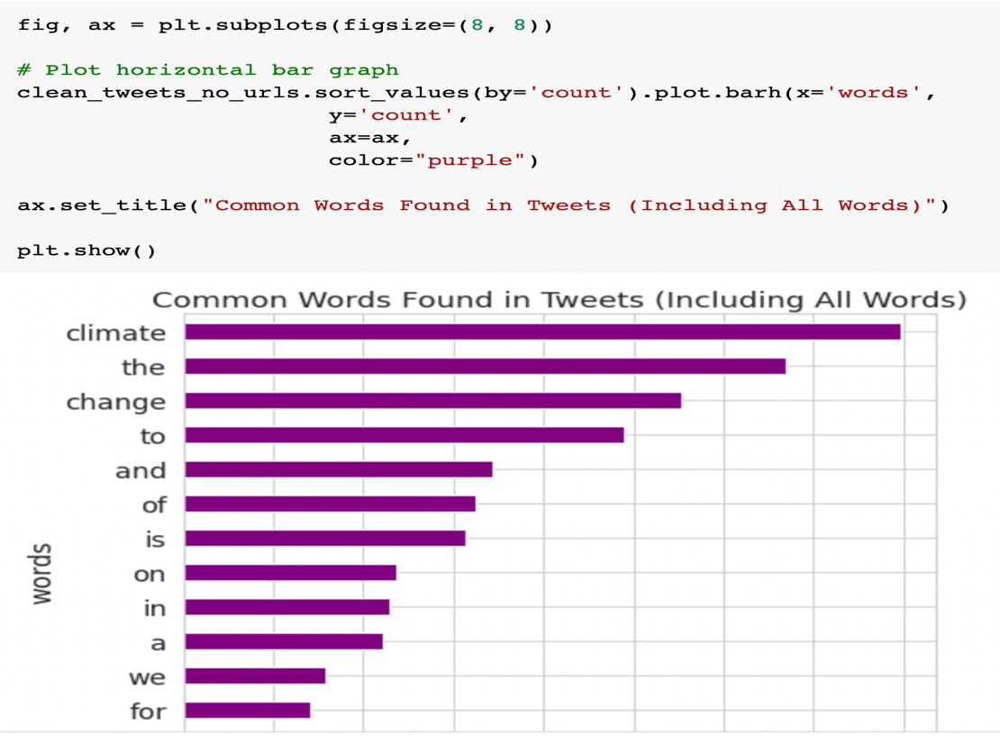 fig, ax = plt.subplots(figsize=(8, 8))
# Plot horizontal bar graph
clean_tweets_no_urls.sort_values(by='count').plot.barh(x='words',
y='count',
ax=ax,
color="purple")
ax.set_title("Common Words Found in Tweets (Including All Words)")
plt.show()
Common Words Found in Tweets (Including All Words)
climate
the
change
to
and
of
is
on
in
a
we
for
words